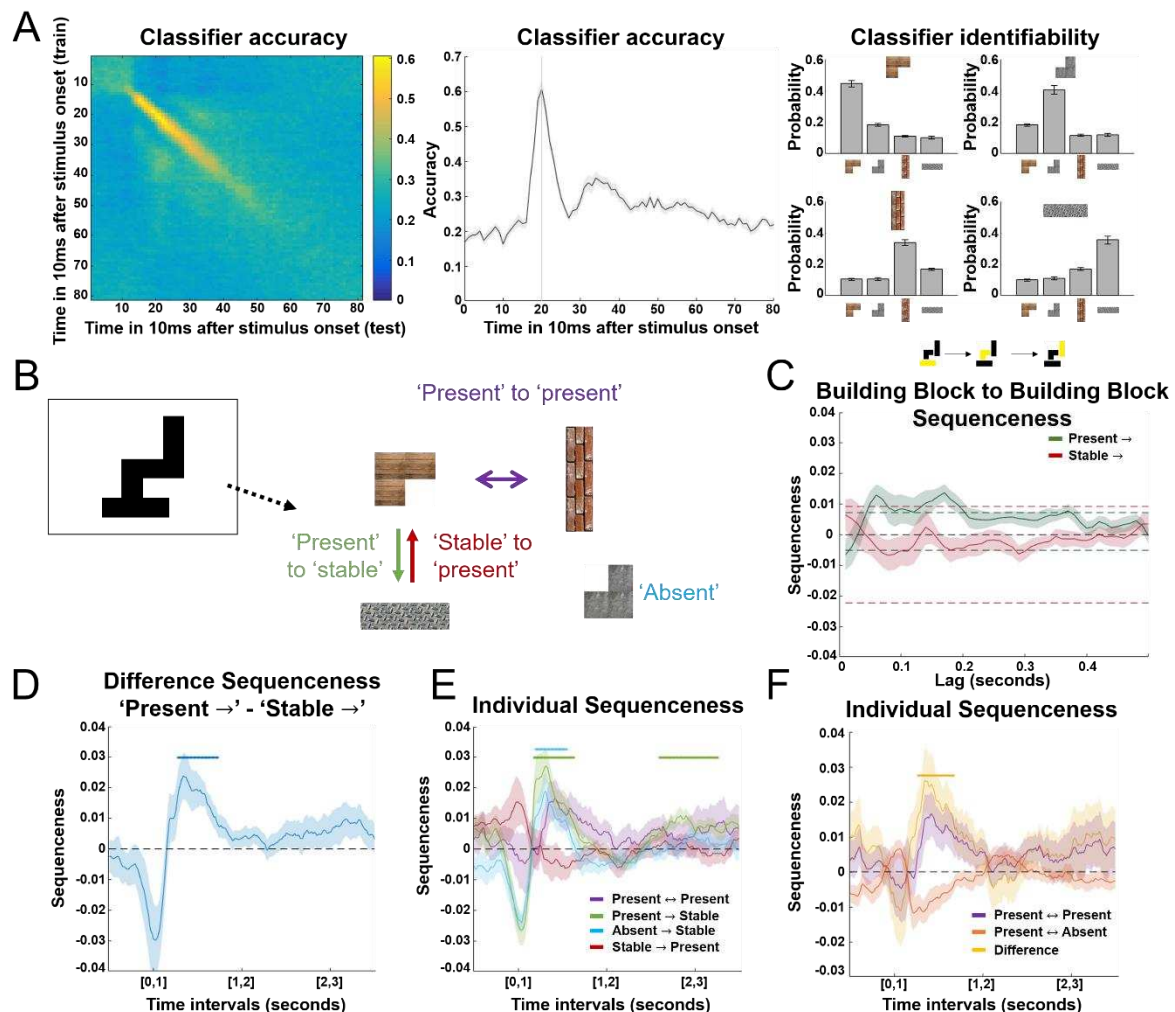 A
Classifier accuracy
Time in 10ms after stimulus onset (train)
10
20
30
40
50
60
70
80
10 20 30 40 50 60 70 80
Time in 10ms after stimulus onset (test)
0.6
0.5
0.4
0.3
0.2
0.1
0
Classifier accuracy
Accuracy
0.7
0.6
0.5
0.4
0.3
0.2
0.1
0
0 10 20 30 40 50 60 70 80
Time in 10ms after stimulus onset
Classifier identifiability
Probability
0.6
0.4
0.2
0
Probability
0.6
0.4
0.2
0
Probability
0.6
0.4
0.2
0
Probability
0.6
0.4
0.2
0
B
'Present' to 'present'
'Present'
to 'stable'
'Stable' to
'present'
'Absent'
C
Building Block to Building Block
Sequenceness
Sequenceness
0.04
0.03
0.02
0.01
0
-0.01
-0.02
-0.03
-0.04
Present →
Stable →
0 0.1 0.2 0.3 0.4
Lag (seconds)
D
Difference Sequenceness
'Present →' - 'Stable →'
Sequenceness
0.04
0.03
0.02
0.01
0
-0.01
-0.02
-0.03
-0.04
[0,1] [1,2] [2,3]
Time intervals (seconds)
E
Individual Sequenceness
Sequenceness
0.04
0.03
0.02
0.01
0
-0.01
-0.02
-0.03
-0.04
Present ↔ Present
Present → Stable
Absent → Stable
Stable → Present
[0,1] [1,2] [2,3]
Time intervals (seconds)
F
Individual Sequenceness
Sequenceness
0.04
0.03
0.02
0.01
0
-0.01
-0.02
-0.03
Present ↔ Present
Present ↔ Absent
Difference
[0,1] [1,2] [2,3]
Time intervals (seconds)